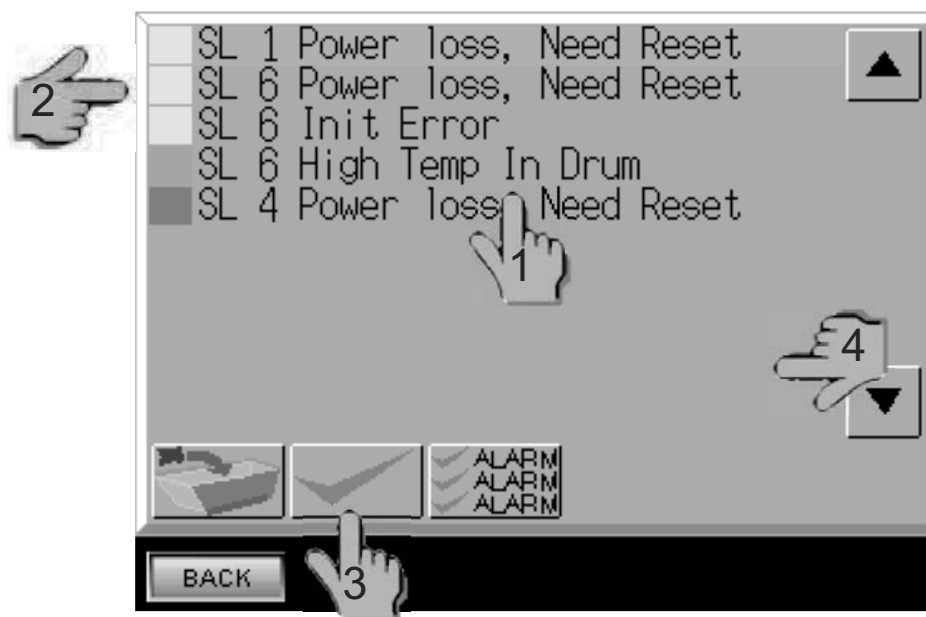 SL 1 Power loss, Need Reset
2
SL 6 Power loss, Need Reset
SL 6 Init Error
SL 6 High Temp In Drum
SL 4 Power loss, Need Reset
1
4
ALARM
ALARM
ALARM
BACK
3